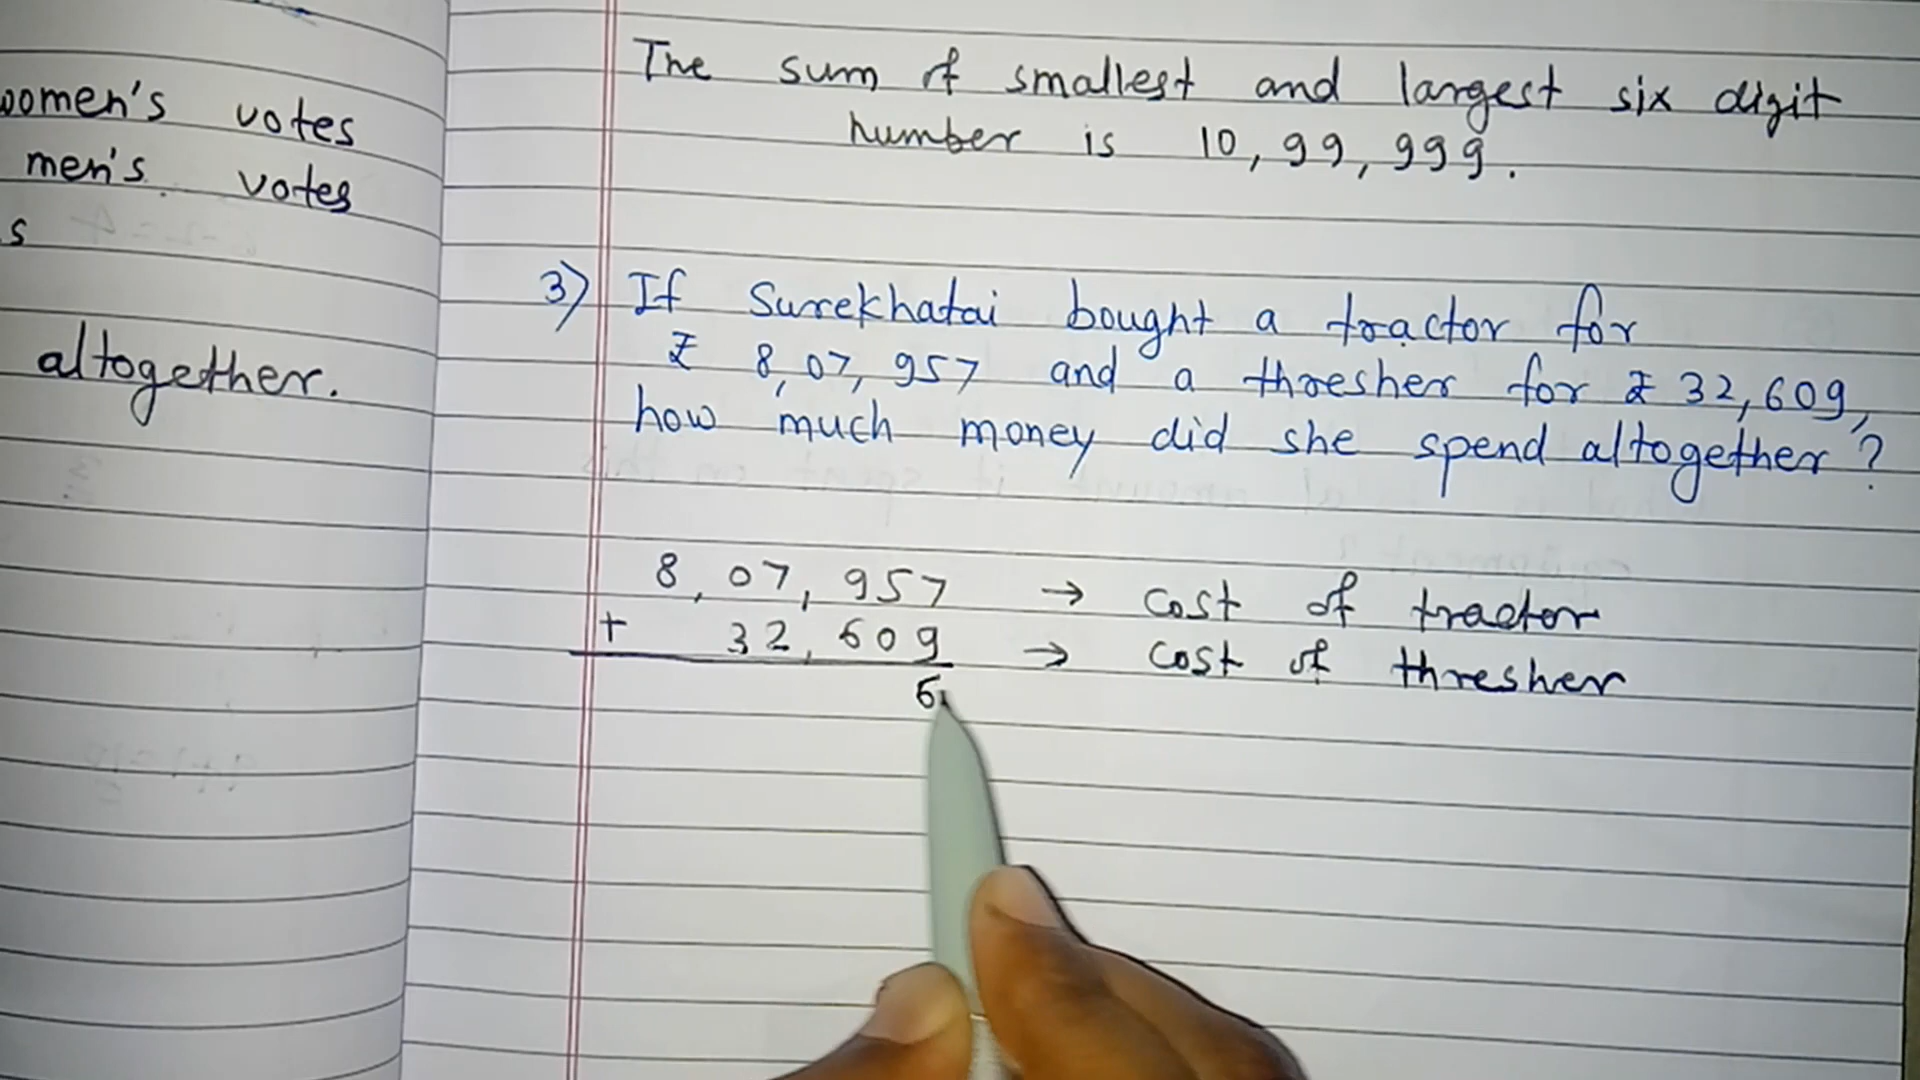 women's votes
men's votes
s
altogether.
The sum of smallest and largest six digit
number is 10,99,999.
3) If Surekhatai bought a tractor for
₹ 8,07,957 and a thresher for ₹ 32,609,
how much money did she spend altogether?
8,07,957 → cost of tractor
+ 32,609 → cost of thresher
6